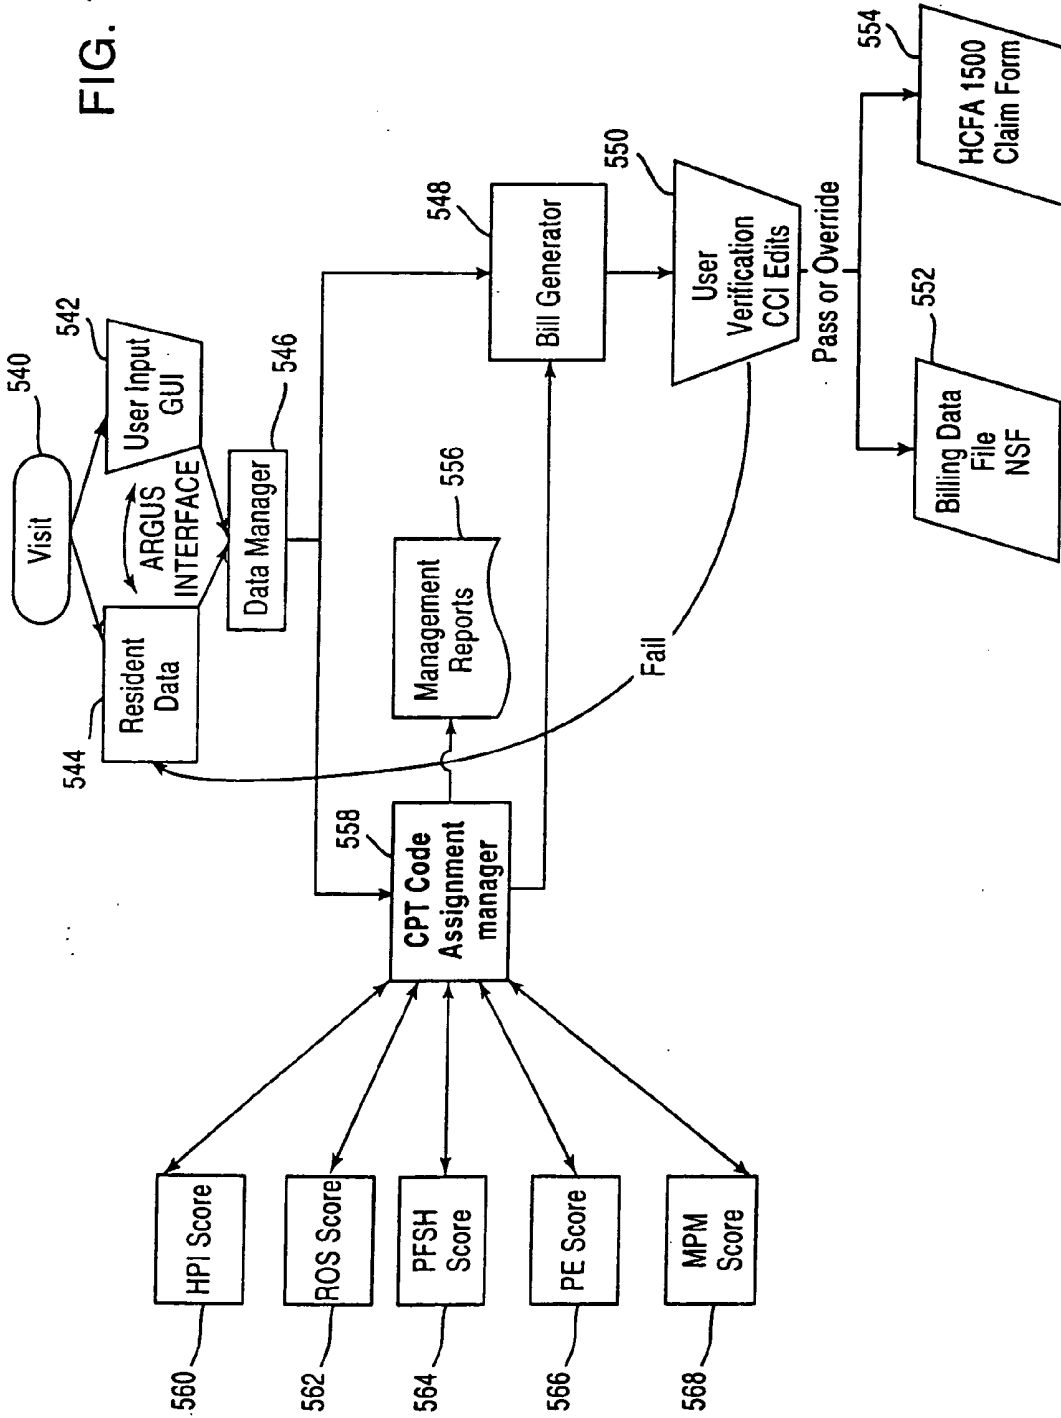 FIG.
540
Visit
542
User Input
GUI
544
Resident
Data
ARGUS
INTERFACE
546
Data Manager
548
Bill Generator
550
User
Verification
CCI Edits
Pass or Override
552
Billing Data
File
NSF
554
HCFA 1500
Claim Form
Fail
556
Management
Reports
558
CPT Code
Assignment
manager
560
HPI Score
562
ROS Score
564
PFSH
Score
566
PE Score
568
MPM
Score